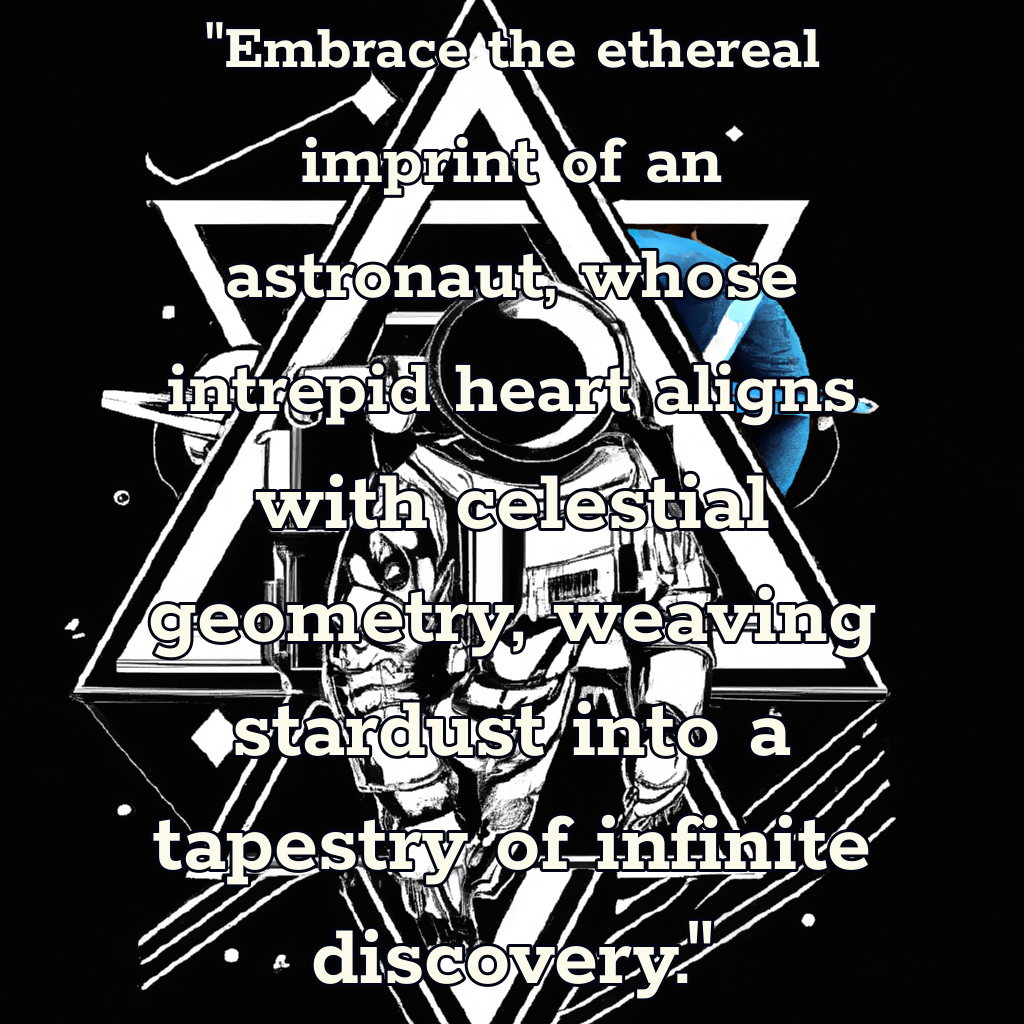 "Embrace the ethereal
imprint of an
astronaut, whose
intrepid heart aligns
with celestial
geometry, weaving
stardust into a
tapestry of infinite
discovery."